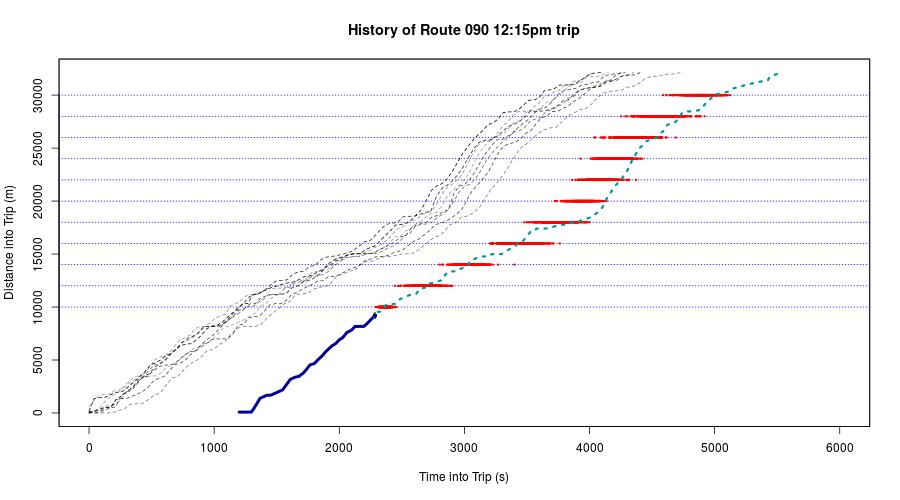 History of Route 090 12:15pm trip
Distance into Trip (m)
30000
25000
20000
15000
10000
5000
0
0 1000 2000 3000 4000 5000 6000
Time into Trip (s)